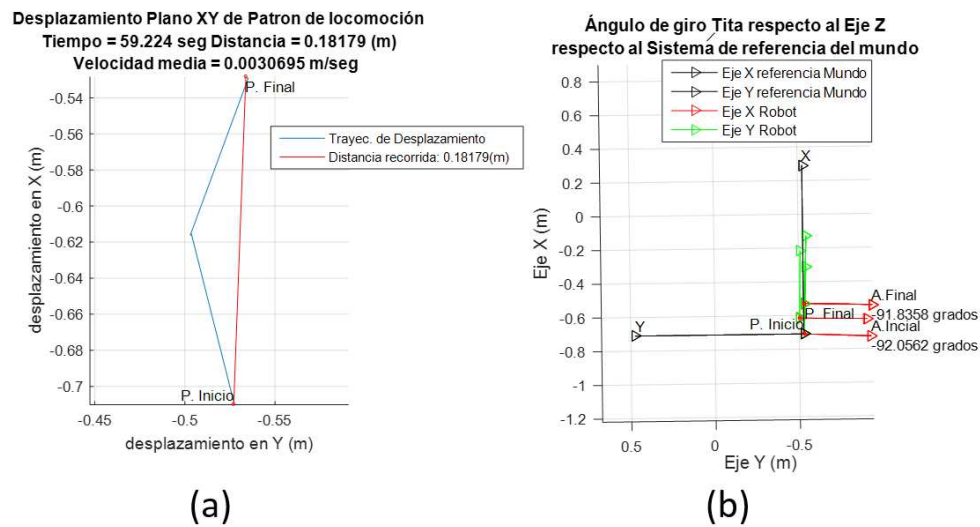 Desplazamiento Plano XY de Patron de locomoción
Tiempo = 59.224 seg Distancia = 0.18179 (m)
Velocidad media = 0.0030695 m/seg
P. Final
-0.54
-0.56
-0.58
-0.6
-0.62
-0.64
-0.66
-0.68
-0.7
desplazamiento en X (m)
Trayec. de Desplazamiento
Distancia recorrida: 0.18179(m)
P. Inicio
-0.45
-0.5
-0.55
desplazamiento en Y (m)
(a)
Ángulo de giro Tita respecto al Eje Z
respecto al Sistema de referencia del mundo
Eje X referencia Mundo
Eje Y referencia Mundo
Eje X Robot
Eje Y Robot
0.8
0.6
0.4
0.2
0
-0.2
-0.4
-0.6
-0.8
-1
-1.2
Eje X (m)
X
A.Final
-91.8358 grados
P. Final
P. Inicio
A.Incial
-92.0562 grados
Y
0.5
0
-0.5
Eje Y (m)
(b)